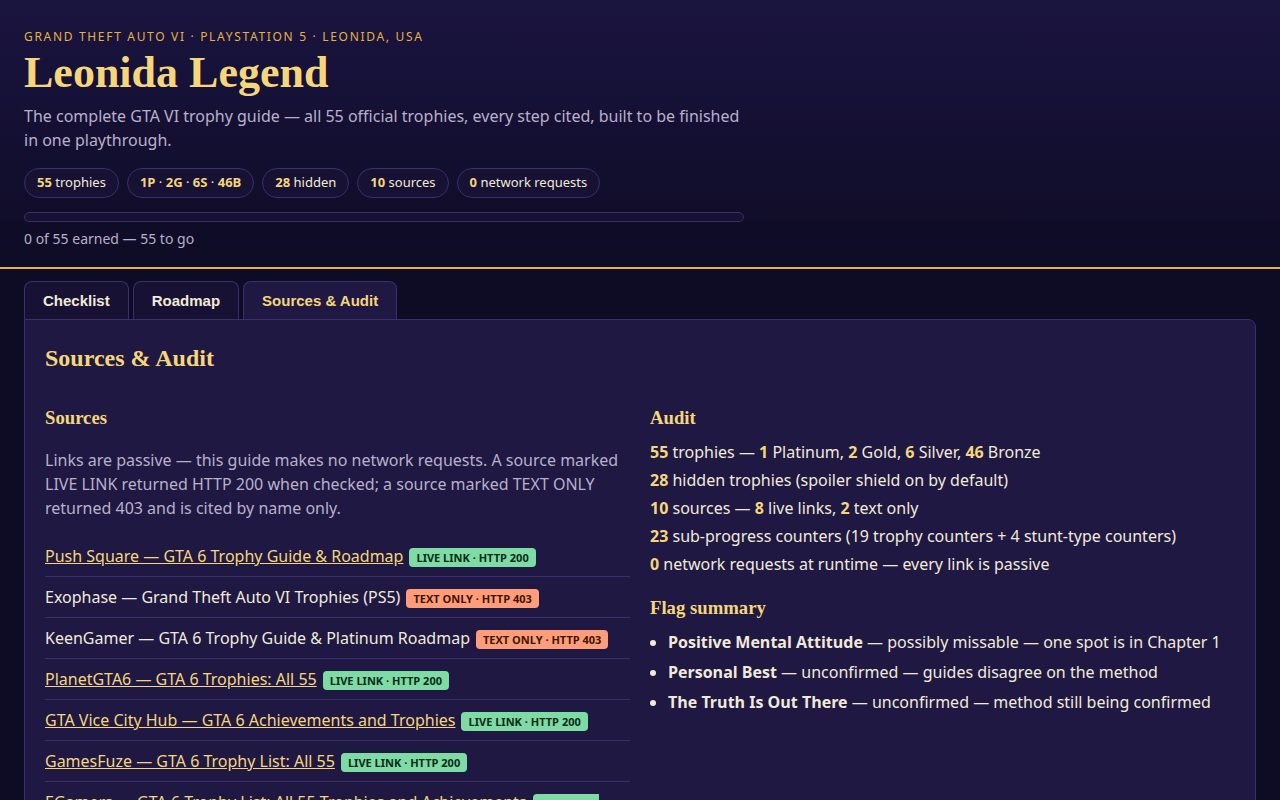 GRAND THEFT AUTO VI · PLAYSTATION 5 · LEONIDA, USA
Leonida Legend
The complete GTA VI trophy guide — all 55 official trophies, every step cited, built to be finished
in one playthrough.
55 trophies
1P · 2G · 6S · 46B
28 hidden
10 sources
0 network requests
0 of 55 earned — 55 to go
Checklist
Roadmap
Sources & Audit
Sources & Audit
Sources
Links are passive — this guide makes no network requests. A source marked
LIVE LINK returned HTTP 200 when checked; a source marked TEXT ONLY
returned 403 and is cited by name only.
Push Square — GTA 6 Trophy Guide & Roadmap LIVE LINK · HTTP 200
Exophase — Grand Theft Auto VI Trophies (PS5) TEXT ONLY · HTTP 403
KeenGamer — GTA 6 Trophy Guide & Platinum Roadmap TEXT ONLY · HTTP 403
PlanetGTA6 — GTA 6 Trophies: All 55 LIVE LINK · HTTP 200
GTA Vice City Hub — GTA 6 Achievements and Trophies LIVE LINK · HTTP 200
GamesFuze — GTA 6 Trophy List: All 55 LIVE LINK · HTTP 200
— GTA 6 Trophy List: All 55 Trophies and Achievements
Audit
55 trophies — 1 Platinum, 2 Gold, 6 Silver, 46 Bronze
28 hidden trophies (spoiler shield on by default)
10 sources — 8 live links, 2 text only
23 sub-progress counters (19 trophy counters + 4 stunt-type counters)
0 network requests at runtime — every link is passive
Flag summary
• Positive Mental Attitude — possibly missable — one spot is in Chapter 1
• Personal Best — unconfirmed — guides disagree on the method
• The Truth Is Out There — unconfirmed — method still being confirmed